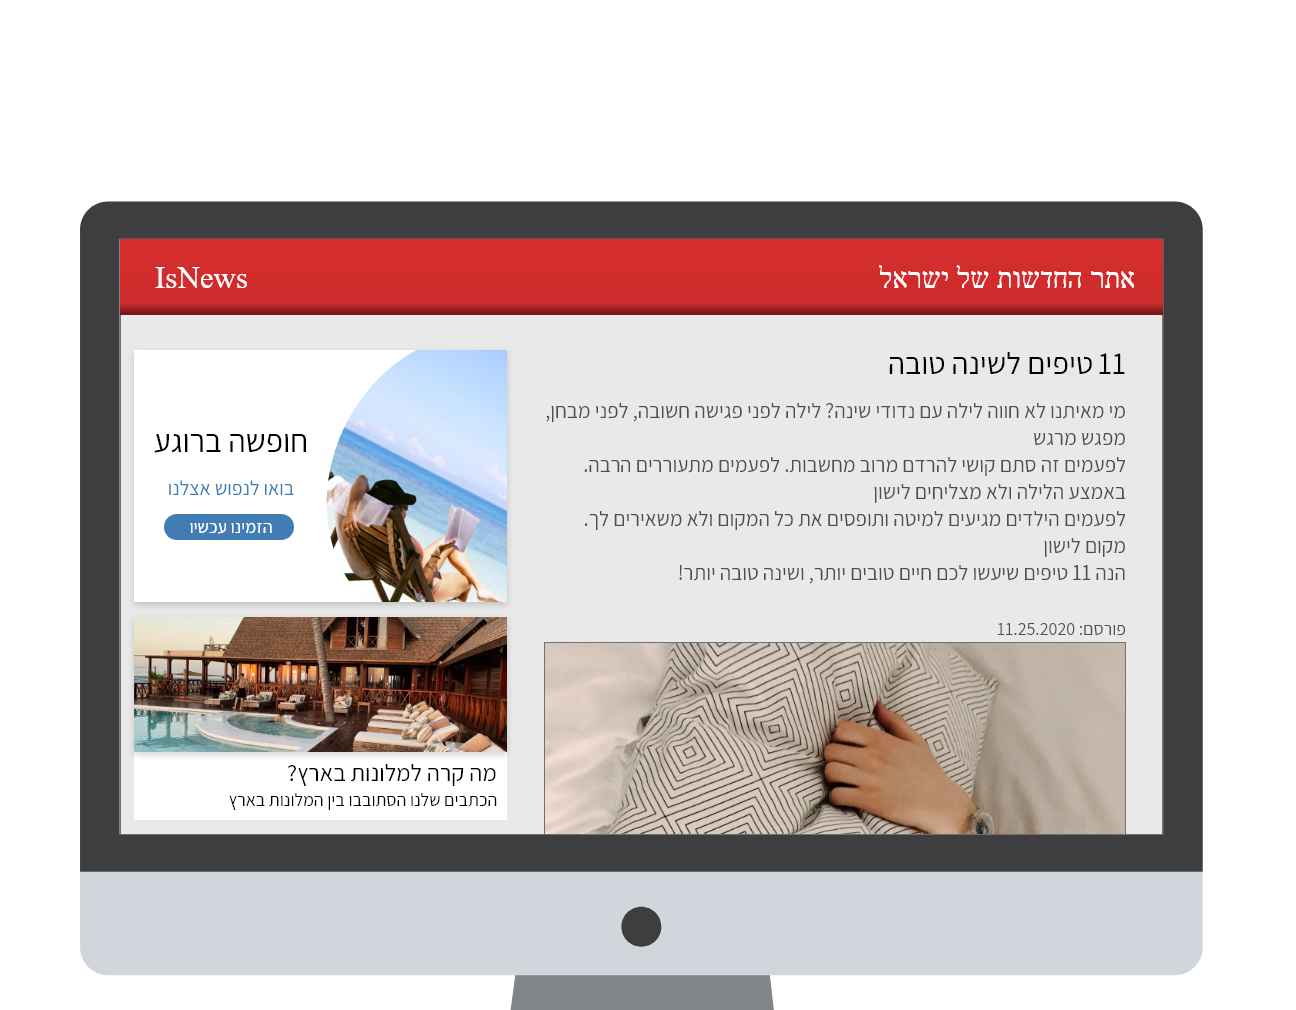 אתר החדשות של ישראל
IsNews
11 טיפים לשינה טובה
מי מאיתנו לא חווה לילה עם נדודי שינה? לילה לפני פגישה חשובה, לפני מבחן,
מפגש מרגש
לפעמים זה סתם קושי להרדם מרוב מחשבות. לפעמים מתעוררים הרבה.
באמצע הלילה ולא מצליחים לישון
לפעמים הילדים מגיעים למיטה ותופסים את כל המקום ולא משאירים לך.
מקום לישון
הנה 11 טיפים שיעשו לכם חיים טובים יותר, ושינה טובה יותר!
פורסם: 11.25.2020
חופשה ברוגע
בואו לנפוש אצלנו
הזמינו עכשיו
מה קרה למלונות בארץ?
הכתבים שלנו הסתובבו בין המלונות בארץ